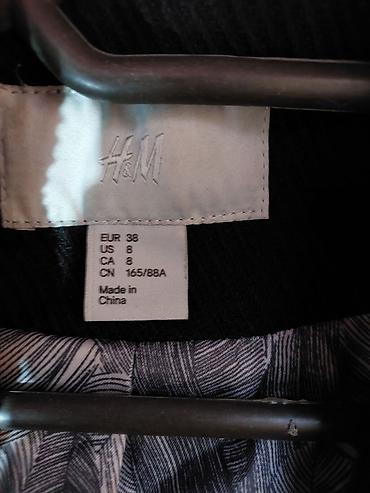 H&M
EUR 38
US 8
CA 8
CN 165/88A
Made in
China